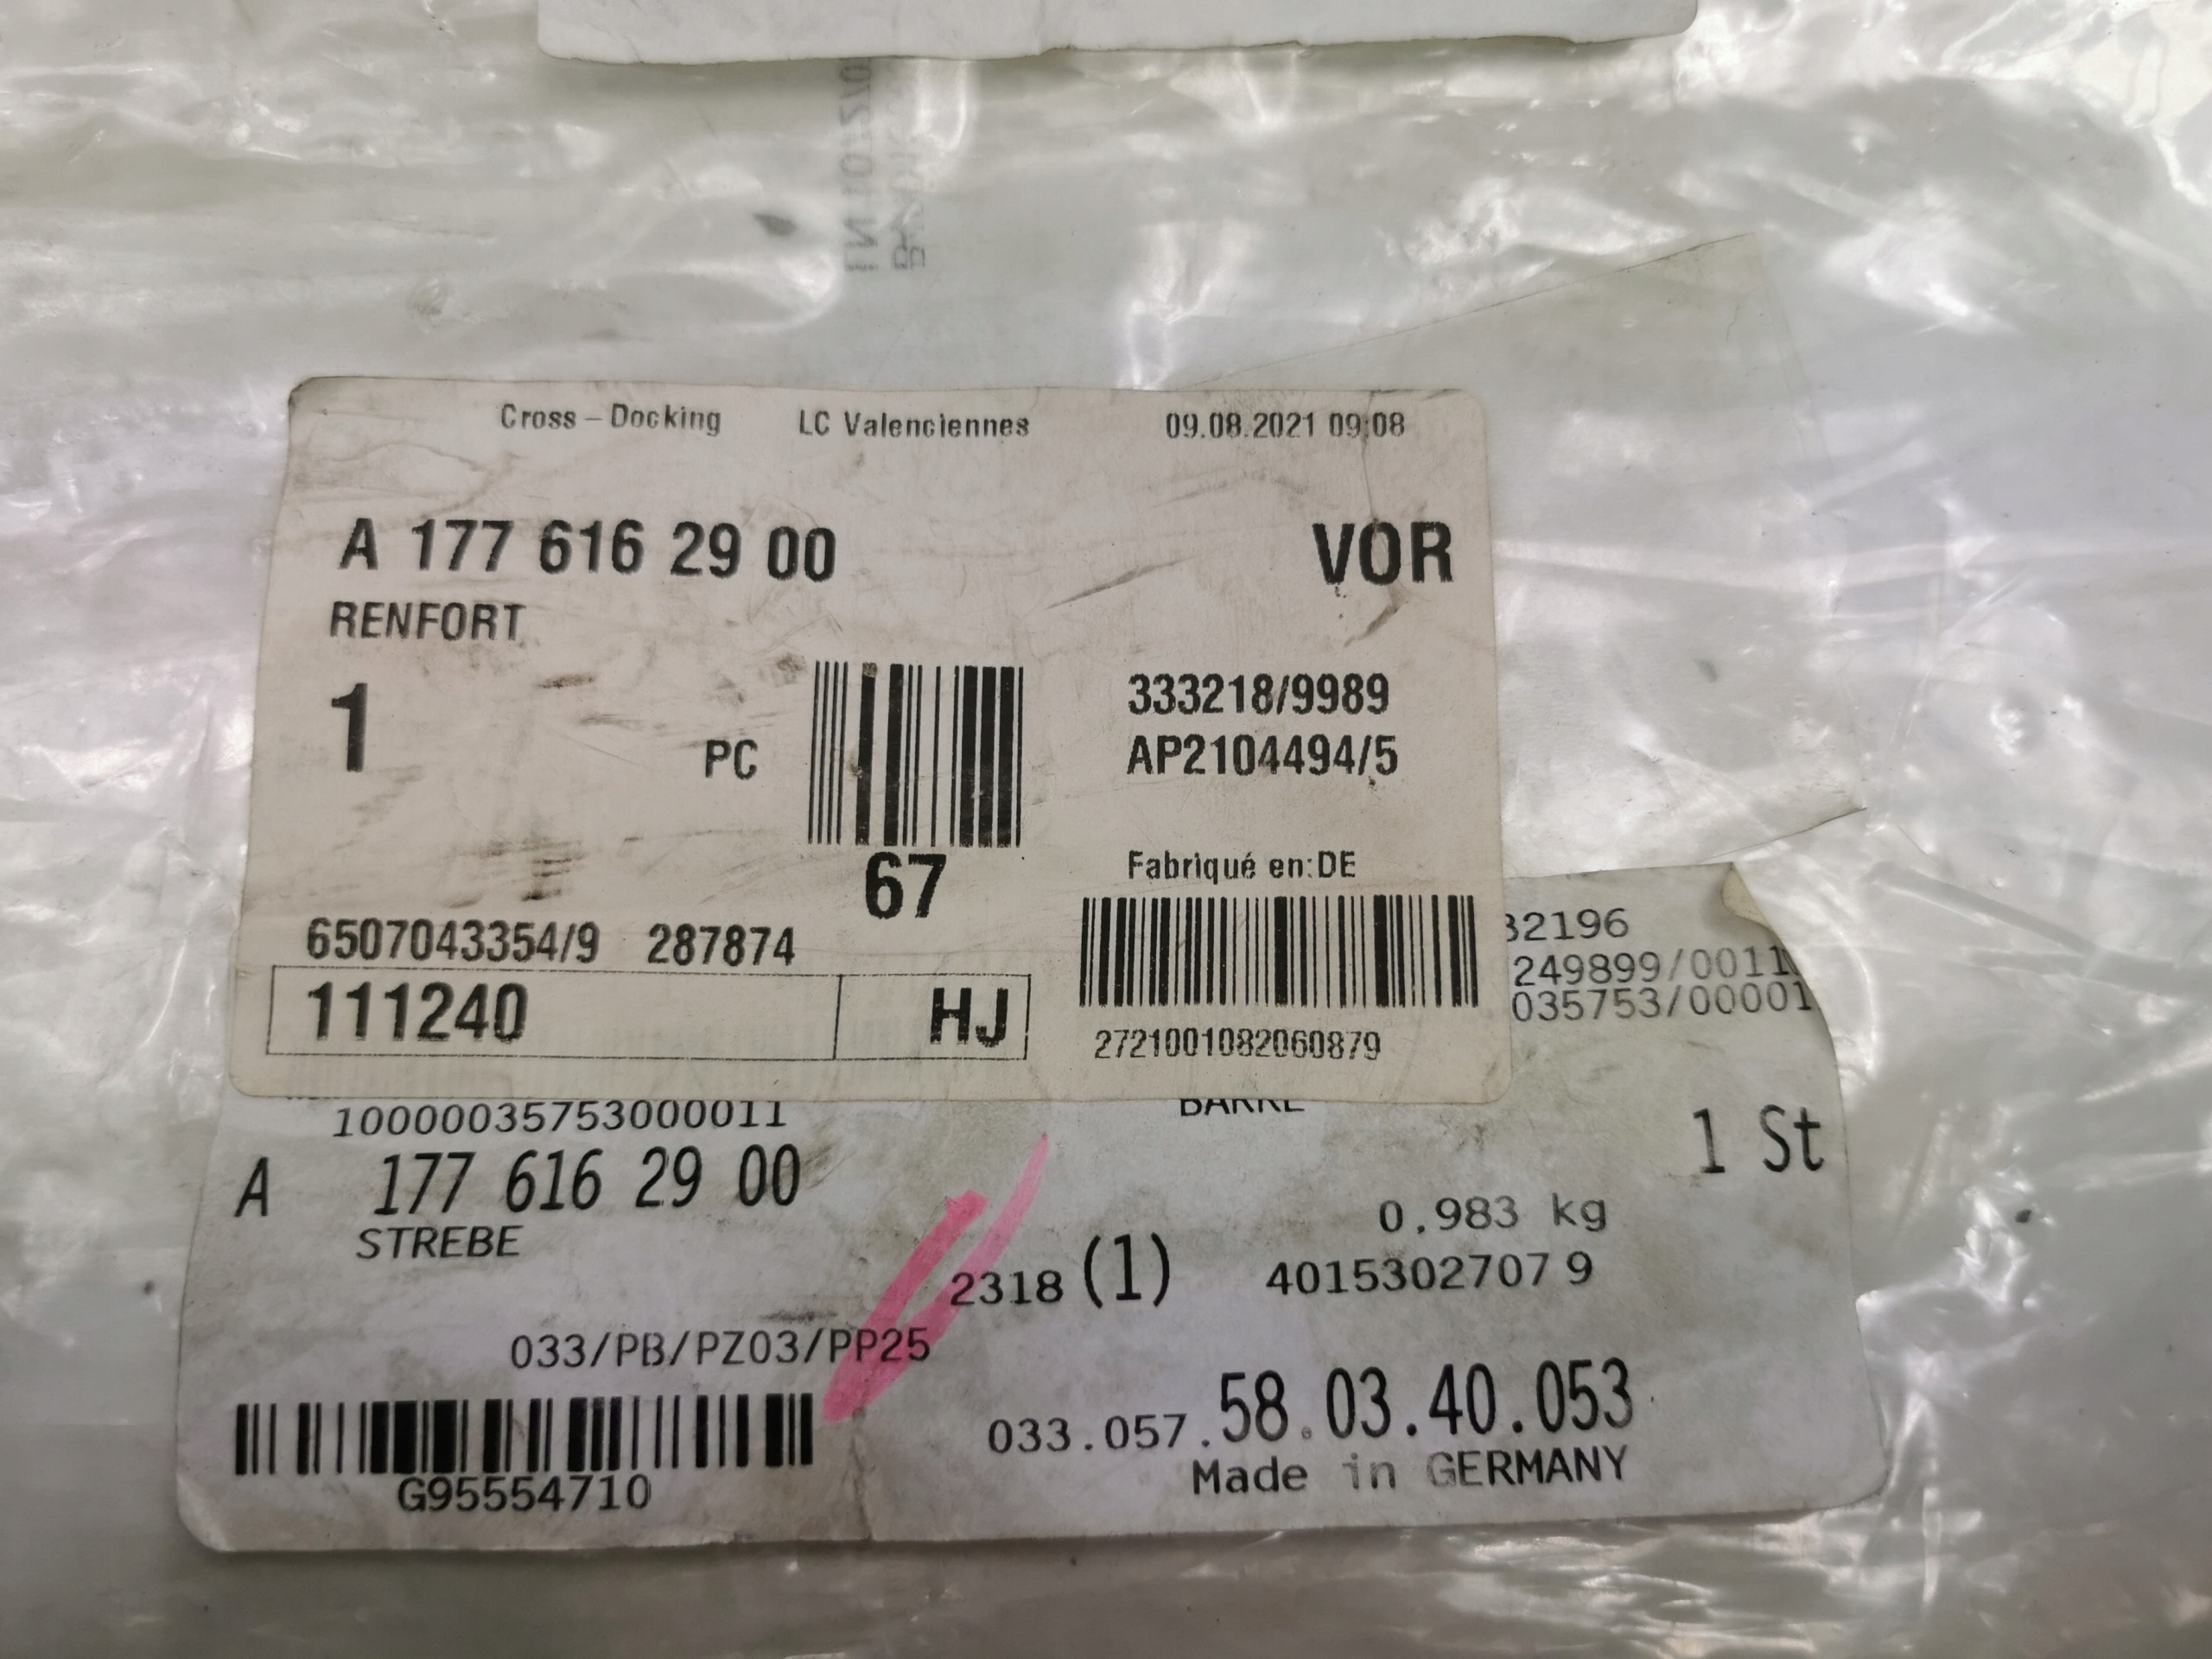 Cross – Docking LC Valenciennes 09.08.2021 09:08
A 177 616 29 00 VOR
RENFORT
1 PC 333218/9989
AP2104494/5
67
Fabriqué en:DE
6507043354/9 287874
111240 HJ
2721001082060879
32196
249899/0011
035753/00001
10000035753000011 BARRE
A 177 616 29 00 1 St
STREBE 0.983 kg
2318 (1) 4015302707 9
033/PB/PZ03/PP25
033.057.58.03.40.053
G95554710 Made in GERMANY